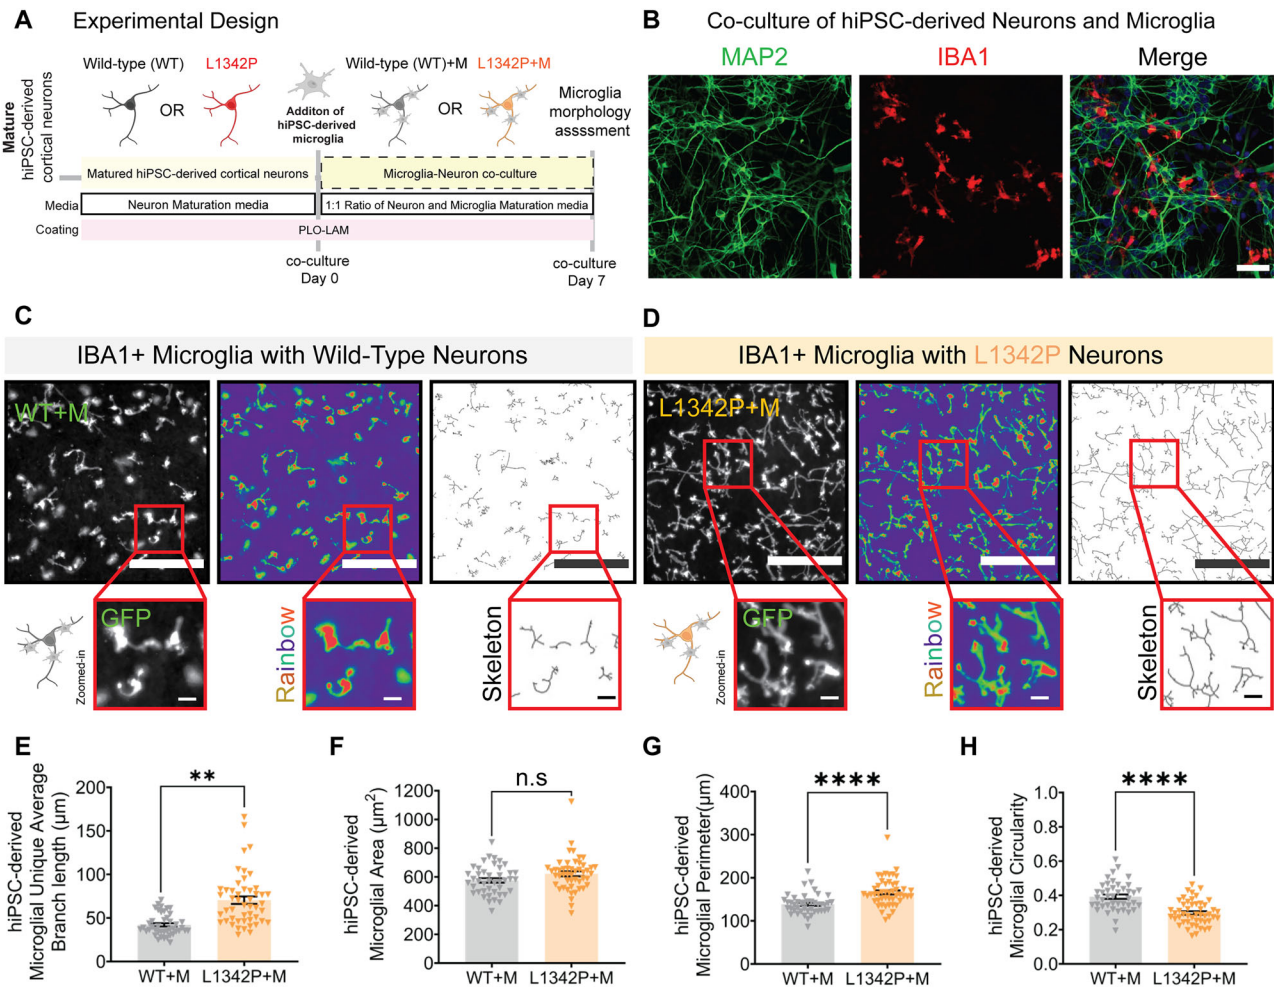 A Experimental Design
Wild-type (WT)
L1342P
OR
Additon of
hiPSC-derived
microglia
Wild-type (WT)+M
L1342P+M
OR
Microglia
morphology
asssssment
Mature
hiPSC-derived
cortical neurons
Matured hiPSC-derived cortical neurons
Microglia-Neuron co-culture
Media
Neuron Maturation media
1:1 Ratio of Neuron and Microglia Maturation media
Coating
PLO-LAM
co-culture
Day 0
co-culture
Day 7
B Co-culture of hiPSC-derived Neurons and Microglia
MAP2
IBA1
Merge
C
IBA1+ Microglia with Wild-Type Neurons
WT+M
Zoomed-in
GFP
Rainbow
Skeleton
D
IBA1+ Microglia with L1342P Neurons
L1342P+M
Zoomed-in
GFP
Rainbow
Skeleton
E
hiPSC-derived
Microglial Unique Average
Branch length (μm)
200
150
100
50
0
**
WT+M
L1342P+M
F
hiPSC-derived
Microglial Area (μm²)
1200
1000
800
600
400
200
0
n.s
WT+M
L1342P+M
G
hiPSC-derived
Microglial Perimeter(μm)
400
300
200
100
0
****
WT+M
L1342P+M
H
hiPSC-derived
Microglial Circularity
1.0
0.8
0.6
0.4
0.2
0.0
****
WT+M
L1342P+M